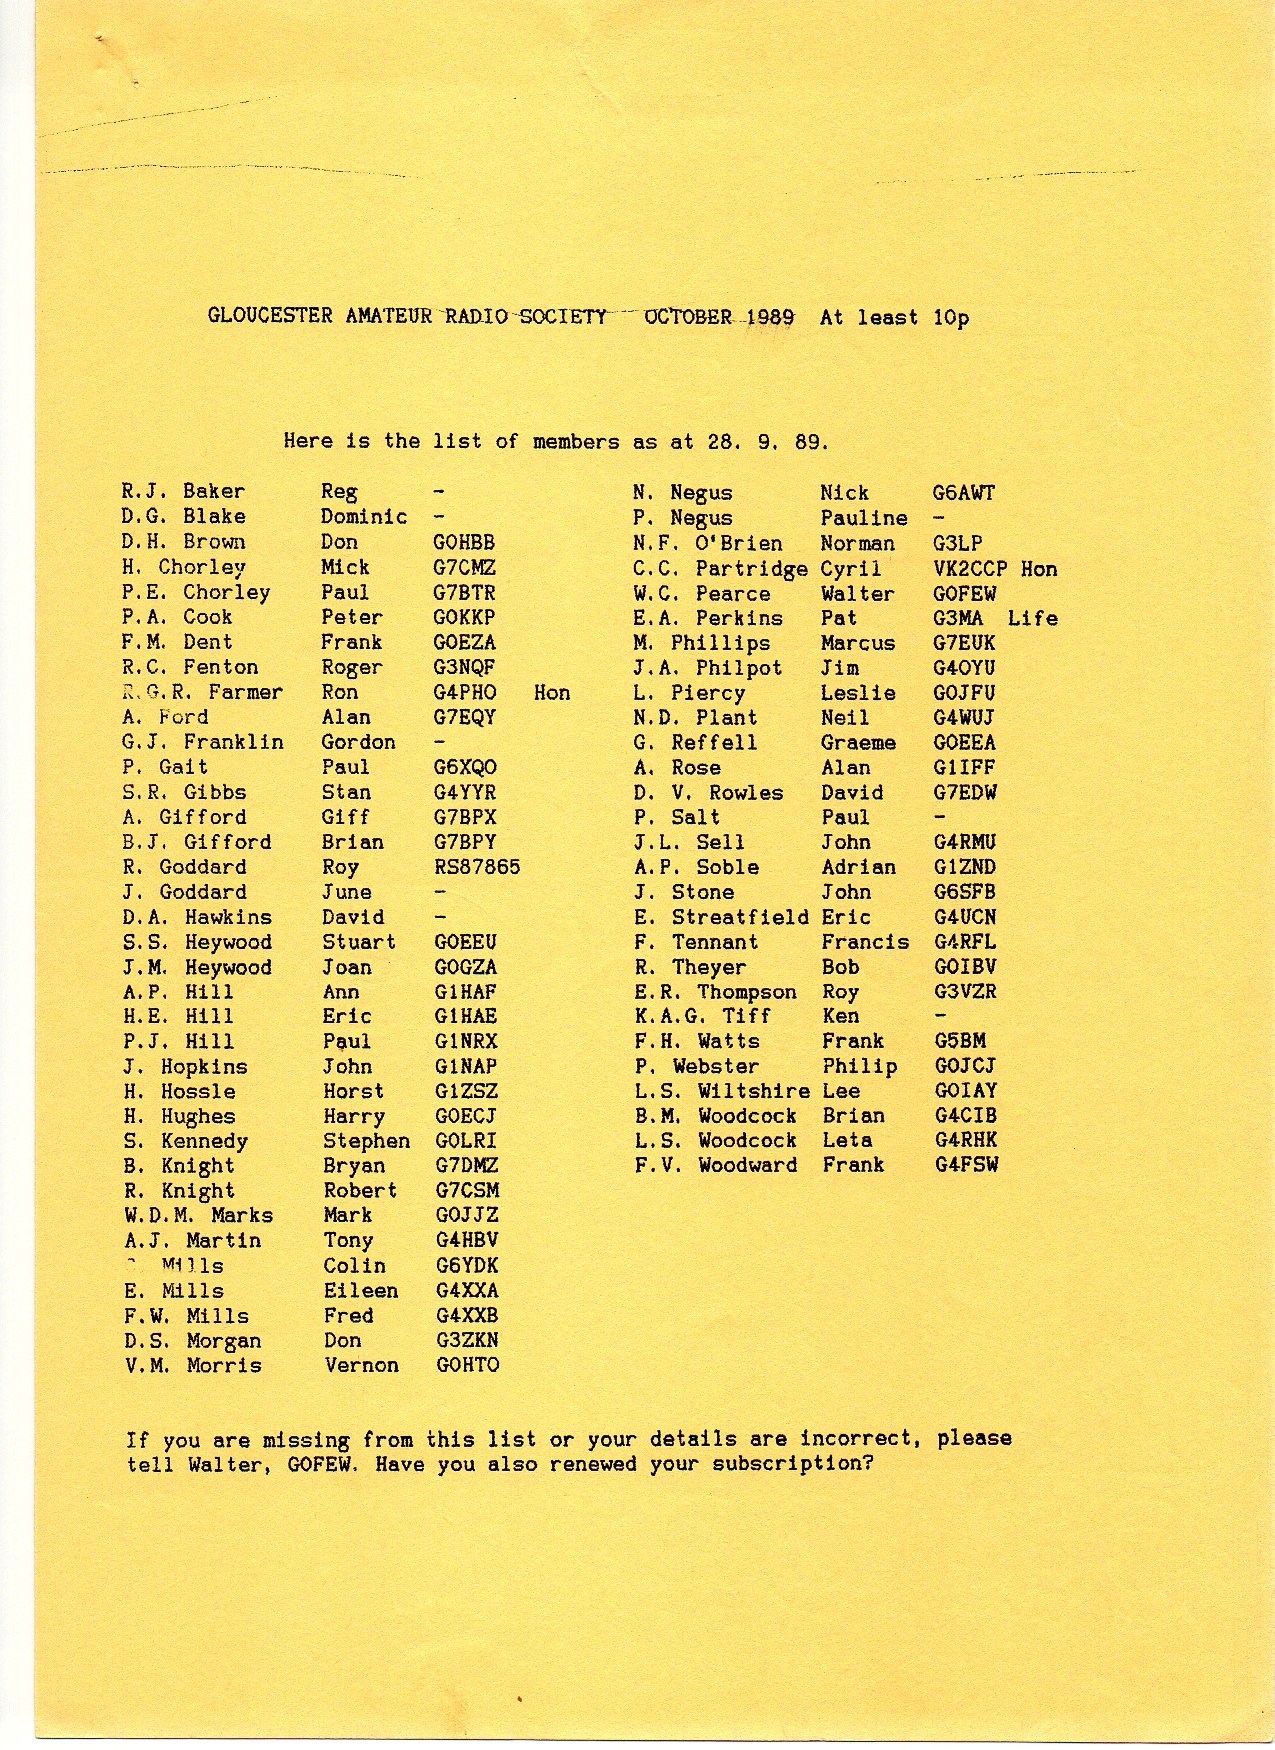 GLOUCESTER AMATEUR RADIO SOCIETY OCTOBER 1989 At least 10p
Here is the list of members as at 28. 9. 89.
R.J. Baker Reg -
D.G. Blake Dominic -
D.H. Brown Don G0HBB
H. Chorley Mick G7CMZ
P.E. Chorley Paul G7BTR
P.A. Cook Peter G0KKP
F.M. Dent Frank G0EZA
R.C. Fenton Roger G3NQF
R.G.R. Farmer Ron G4PHO Hon
A. Ford Alan G7EQY
G.J. Franklin Gordon -
P. Gait Paul G6XQO
S.R. Gibbs Stan G4YYR
A. Gifford Giff G7BPX
B.J. Gifford Brian G7BPY
R. Goddard Roy RS87865
J. Goddard June -
D.A. Hawkins David -
S.S. Heywood Stuart G0EEU
J.M. Heywood Joan G0GZA
A.P. Hill Ann G1HAF
H.E. Hill Eric G1HAE
P.J. Hill Paul G1NRX
J. Hopkins John G1NAP
H. Hossle Horst G1ZSZ
H. Hughes Harry G0ECJ
S. Kennedy Stephen G0LRI
B. Knight Bryan G7DMZ
R. Knight Robert G7CSM
W.D.M. Marks Mark G0JJZ
A.J. Martin Tony G4HBV
Mills Colin G6YDK
E. Mills Eileen G4XXA
F.W. Mills Fred G4XXB
D.S. Morgan Don G3ZKN
V.M. Morris Vernon G0HTO
N. Negus Nick G6AWT
P. Negus Pauline -
N.F. O'Brien Norman G3LP
C.C. Partridge Cyril VK2CCP Hon
W.C. Pearce Walter G0FEW
E.A. Perkins Pat G3MA Life
M. Phillips Marcus G7EUK
J.A. Philpot Jim G4OYU
L. Piercy Leslie G0JFU
N.D. Plant Neil G4WUJ
G. Reffell Graeme G0EEA
A. Rose Alan G1IFF
D. V. Rowles David G7EDW
P. Salt Paul -
J.L. Sell John G4RMU
A.P. Soble Adrian G1ZND
J. Stone John G6SFB
E. Streatfield Eric G4UCN
F. Tennant Francis G4RFL
R. Theyer Bob G0IBV
E.R. Thompson Roy G3VZR
K.A.G. Tiff Ken -
F.H. Watts Frank G5BM
P. Webster Philip G0JCJ
L.S. Wiltshire Lee G0IAY
B.M. Woodcock Brian G4CIB
L.S. Woodcock Leta G4RHK
F.V. Woodward Frank G4FSW
If you are missing from this list or your details are incorrect, please
tell Walter, G0FEW. Have you also renewed your subscription?